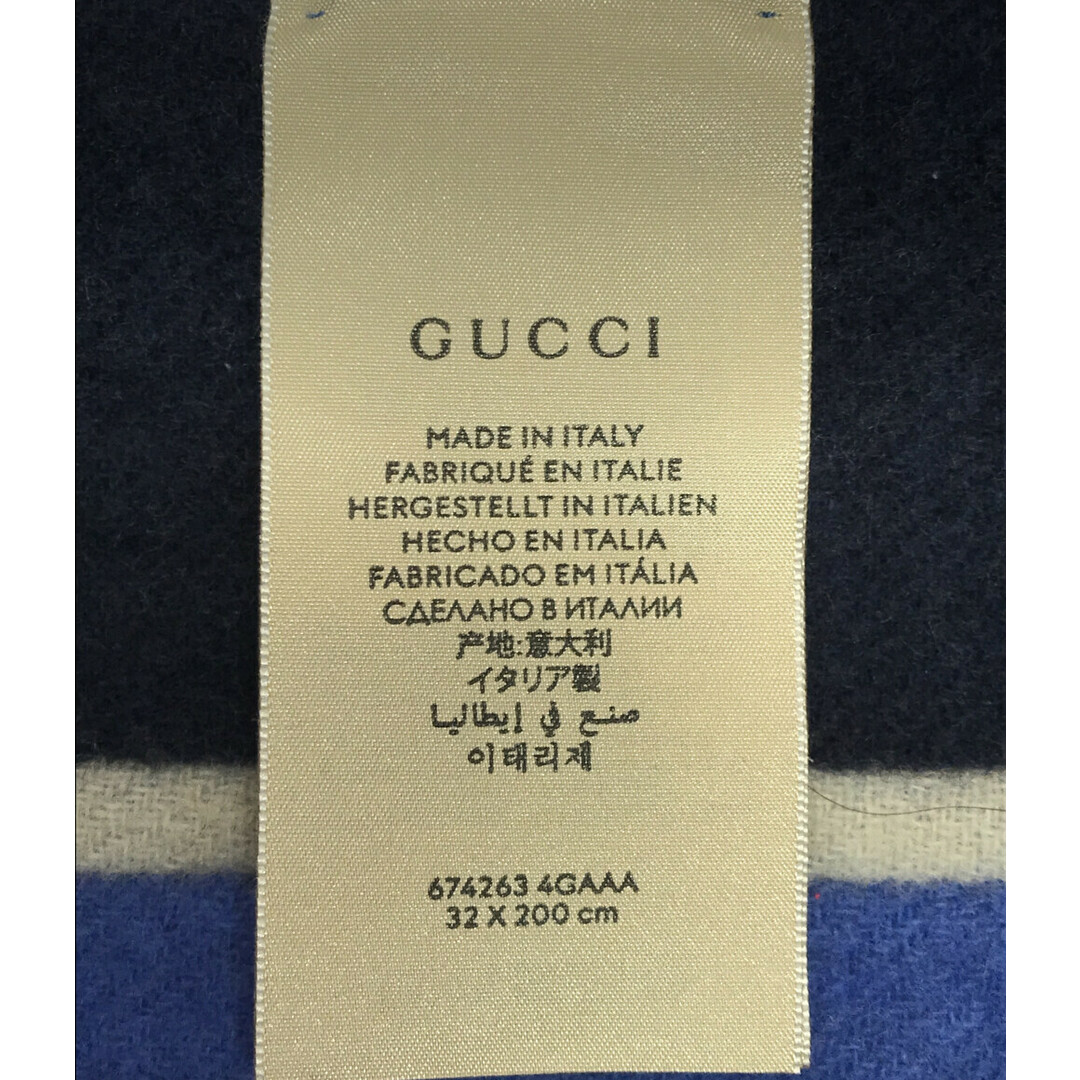 GUCCI
MADE IN ITALY
FABRIQUÉ EN ITALIE
HERGESTELLT IN ITALIEN
HECHO EN ITALIA
FABRICADO EM ITÁLIA
СДЕЛАНО В ИТАЛИИ
产地:意大利
イタリア製
صنع في إيطاليا
이태리제
674263 4GAAA
32 X 200 cm